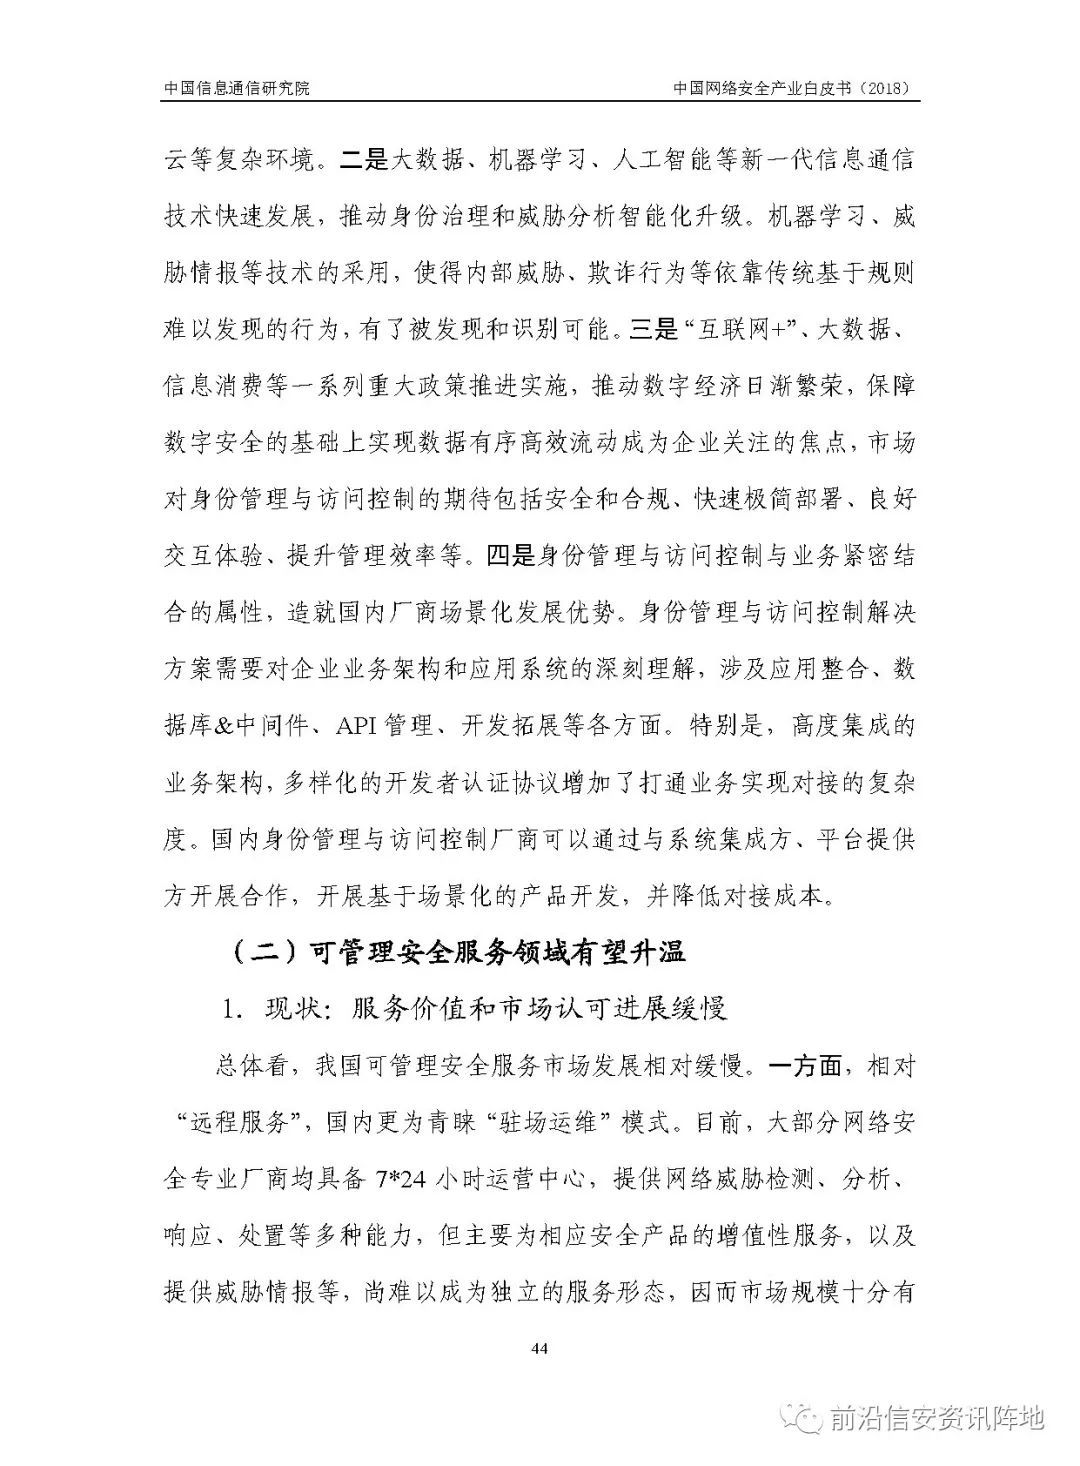 中国信息通信研究院
中国网络安全产业白皮书（2018）
云等复杂环境。二是大数据、机器学习、人工智能等新一代信息通信
技术快速发展，推动身份治理和威胁分析智能化升级。机器学习、威
胁情报等技术的采用，使得内部威胁、欺诈行为等依靠传统基于规则
难以发现的行为，有了被发现和识别可能。三是“互联网+”、大数据、
信息消费等一系列重大政策推进实施，推动数字经济日渐繁荣，保障
数字安全的基础上实现数据有序高效流动成为企业关注的焦点，市场
对身份管理与访问控制的期待包括安全和合规、快速极简部署、良好
交互体验、提升管理效率等。四是身份管理与访问控制与业务紧密结
合的属性，造就国内厂商场景化发展优势。身份管理与访问控制解决
方案需要对企业业务架构和应用系统的深刻理解，涉及应用整合、数
据库&中间件、API 管理、开发拓展等各方面。特别是，高度集成的
业务架构，多样化的开发者认证协议增加了打通业务实现对接的复杂
度。国内身份管理与访问控制厂商可以通过与系统集成方、平台提供
方开展合作，开展基于场景化的产品开发，并降低对接成本。
（二）可管理安全服务领域有望升温
1. 现状：服务价值和市场认可进展缓慢
总体看，我国可管理安全服务市场发展相对缓慢。一方面，相对
“远程服务”，国内更为青睐“驻场运维”模式。目前，大部分网络安
全专业厂商均具备 7*24 小时运营中心，提供网络威胁检测、分析、
响应、处置等多种能力，但主要为相应安全产品的增值性服务，以及
提供威胁情报等，尚难以成为独立的服务形态，因而市场规模十分有
44
前沿信安资讯阵地